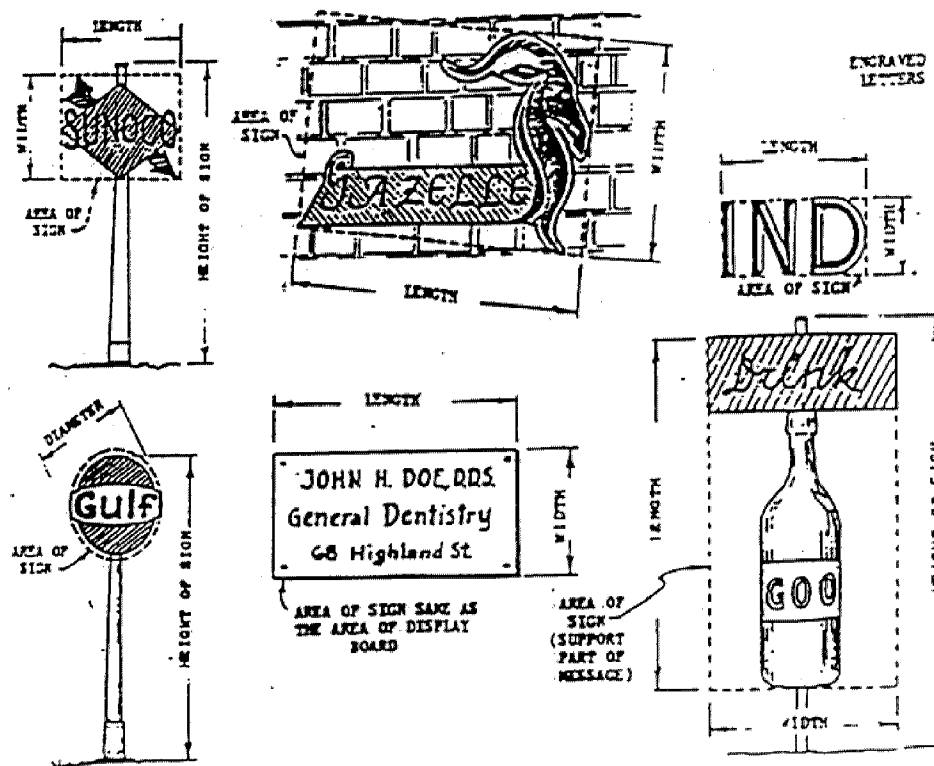 LENGTH
WIDTH
SUNOCO
AREA OF
SIGN
HEIGHT OF SIGN
AREA OF
SIGN
GAZELLE
WIDTH
LENGTH
ENGRAVED
LETTERS
LENGTH
IND
WIDTH
AREA OF SIGN
DIAMETER
Gulf
AREA OF
SIGN
HEIGHT OF SIGN
LENGTH
JOHN H. DOE, D.D.S.
General Dentistry
68 Highland St.
WIDTH
AREA OF SIGN SAME AS
THE AREA OF DISPLAY
BOARD
Drink
LENGTH
GOO
AREA OF
SIGN
(SUPPORT
PART OF
MESSAGE)
WIDTH